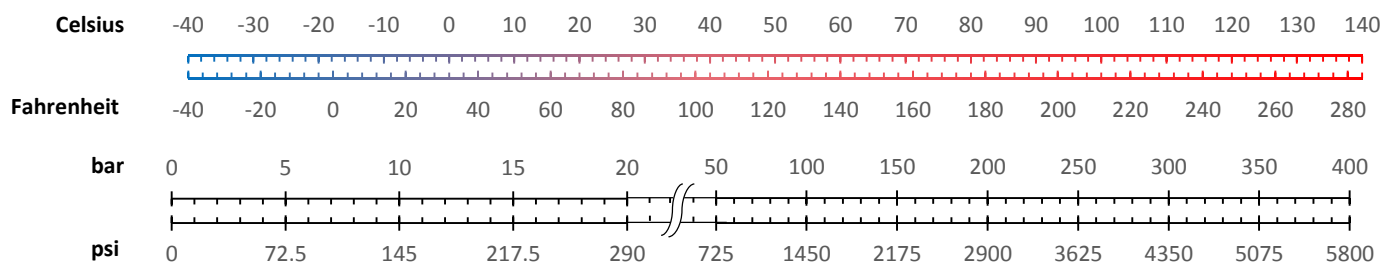 Celsius -40 -30 -20 -10 0 10 20 30 40 50 60 70 80 90 100 110 120 130 140
Fahrenheit -40 -20 0 20 40 60 80 100 120 140 160 180 200 220 240 260 280
bar 0 5 10 15 20 50 100 150 200 250 300 350 400
psi 0 72.5 145 217.5 290 725 1450 2175 2900 3625 4350 5075 5800